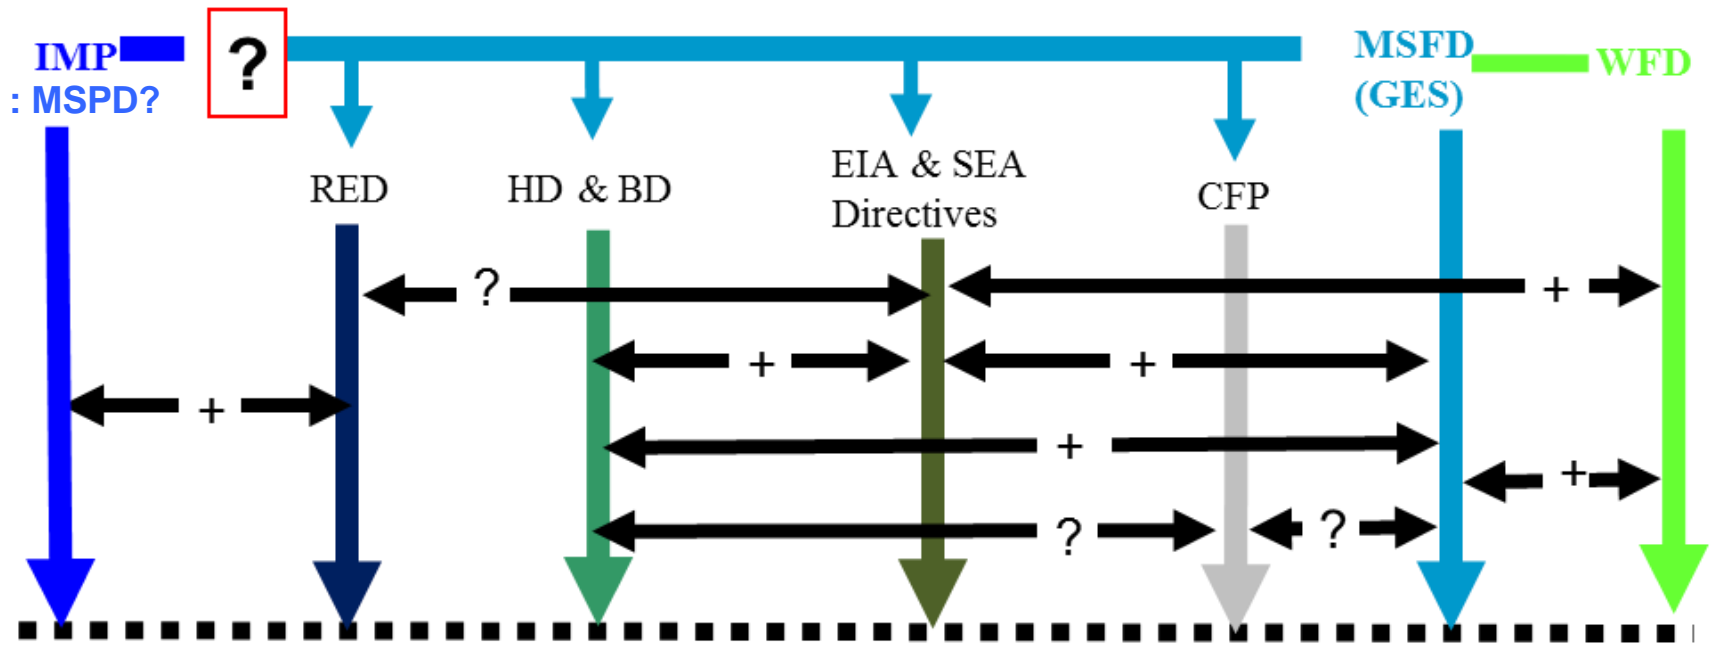 IMP
: MSPD?
?
MSFD
(GES)
WFD
RED
HD & BD
EIA & SEA
Directives
CFP
?
+
+
+
+
+
+
?
?